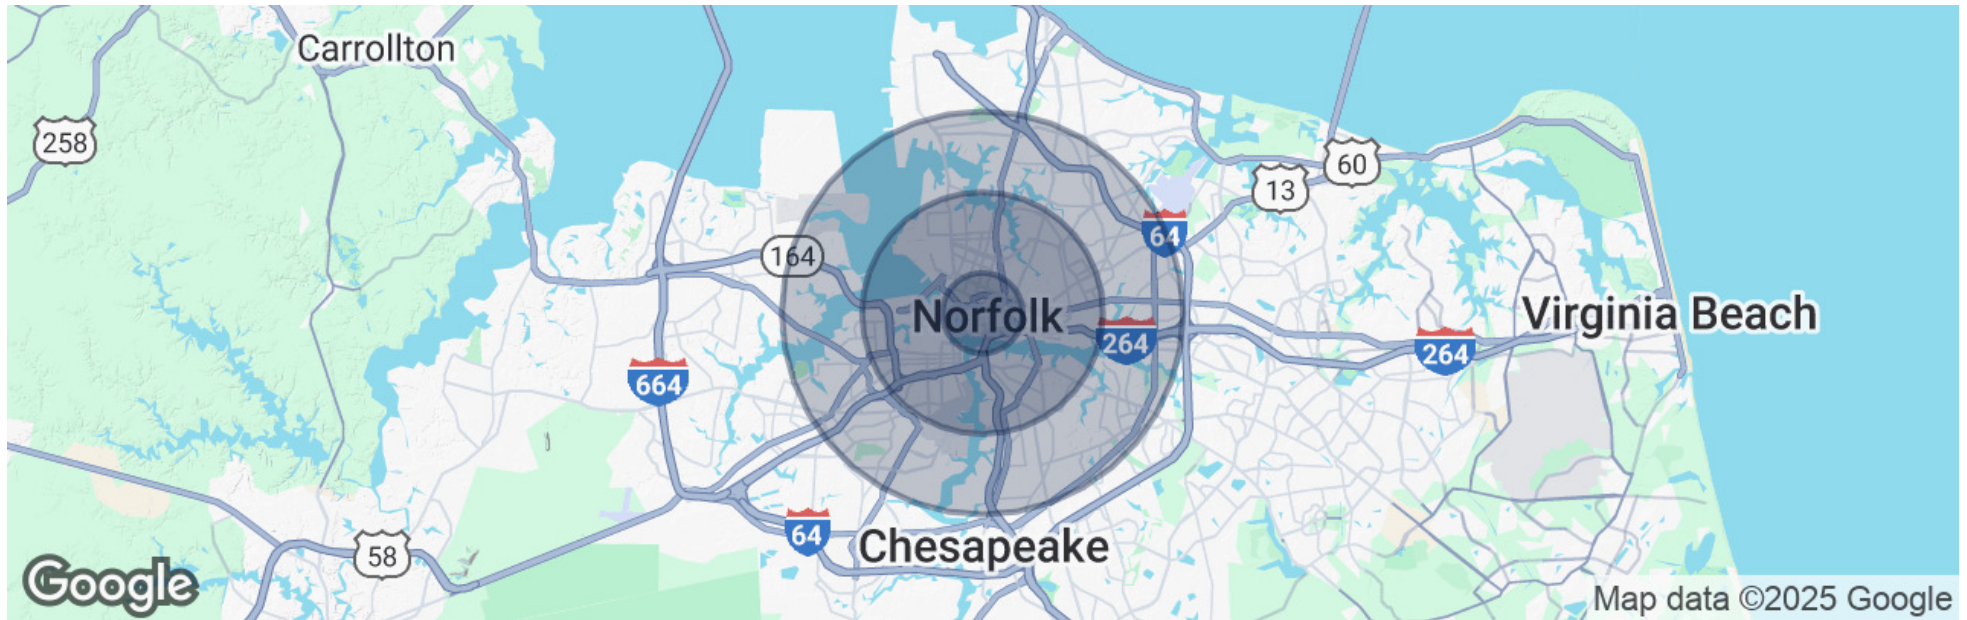 Carrollton
258
60
13
64
164
Norfolk
Virginia Beach
264
264
664
64
Chesapeake
58
Google
Map data ©2025 Google